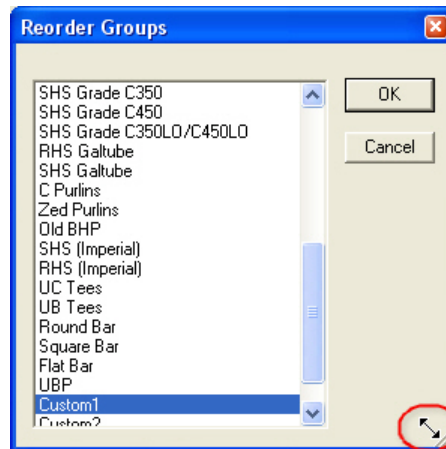 Reorder Groups
SHS Grade C350
SHS Grade C450
SHS Grade C350LO/C450LO
RHS Galtube
SHS Galtube
C Purlins
Zed Purlins
Old BHP
SHS (Imperial)
RHS (Imperial)
UC Tees
UB Tees
Round Bar
Square Bar
Flat Bar
UBP
Custom1
Custom2
OK
Cancel